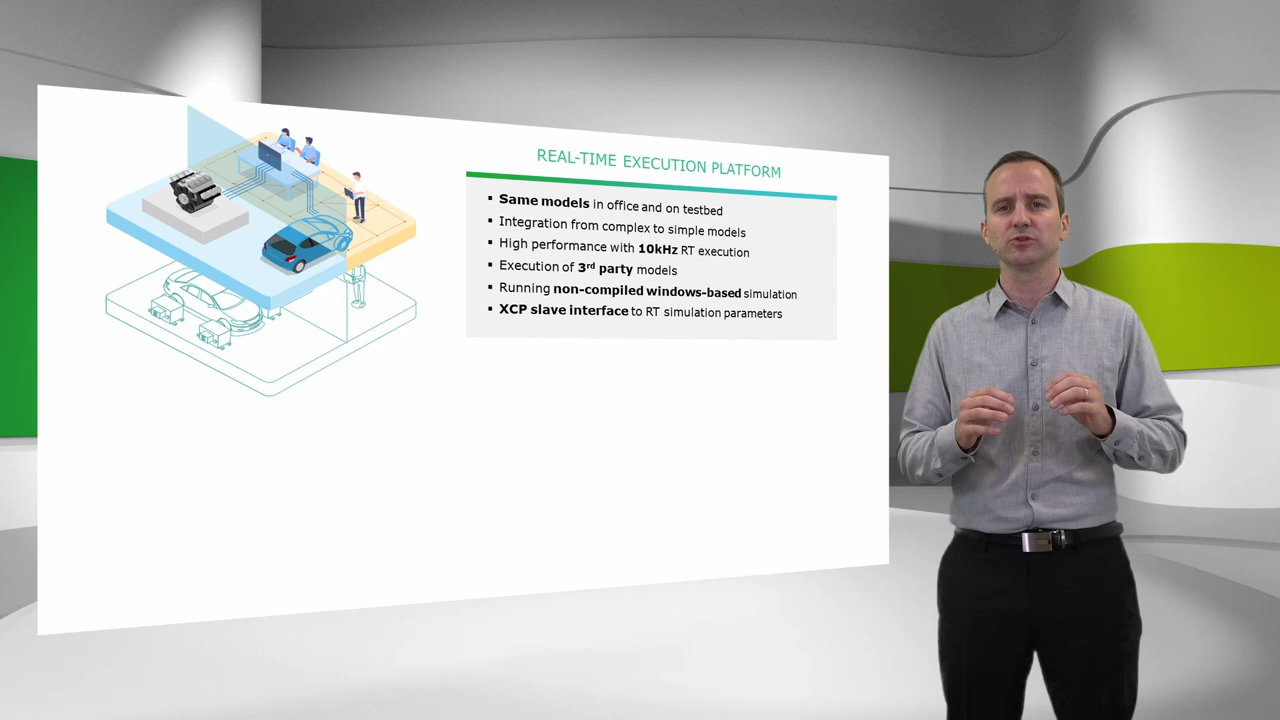 REAL-TIME EXECUTION PLATFORM
▪ Same models in office and on testbed
▪ Integration from complex to simple models
▪ High performance with 10kHz RT execution
▪ Execution of 3rd party models
▪ Running non-compiled windows-based simulation
▪ XCP slave interface to RT simulation parameters